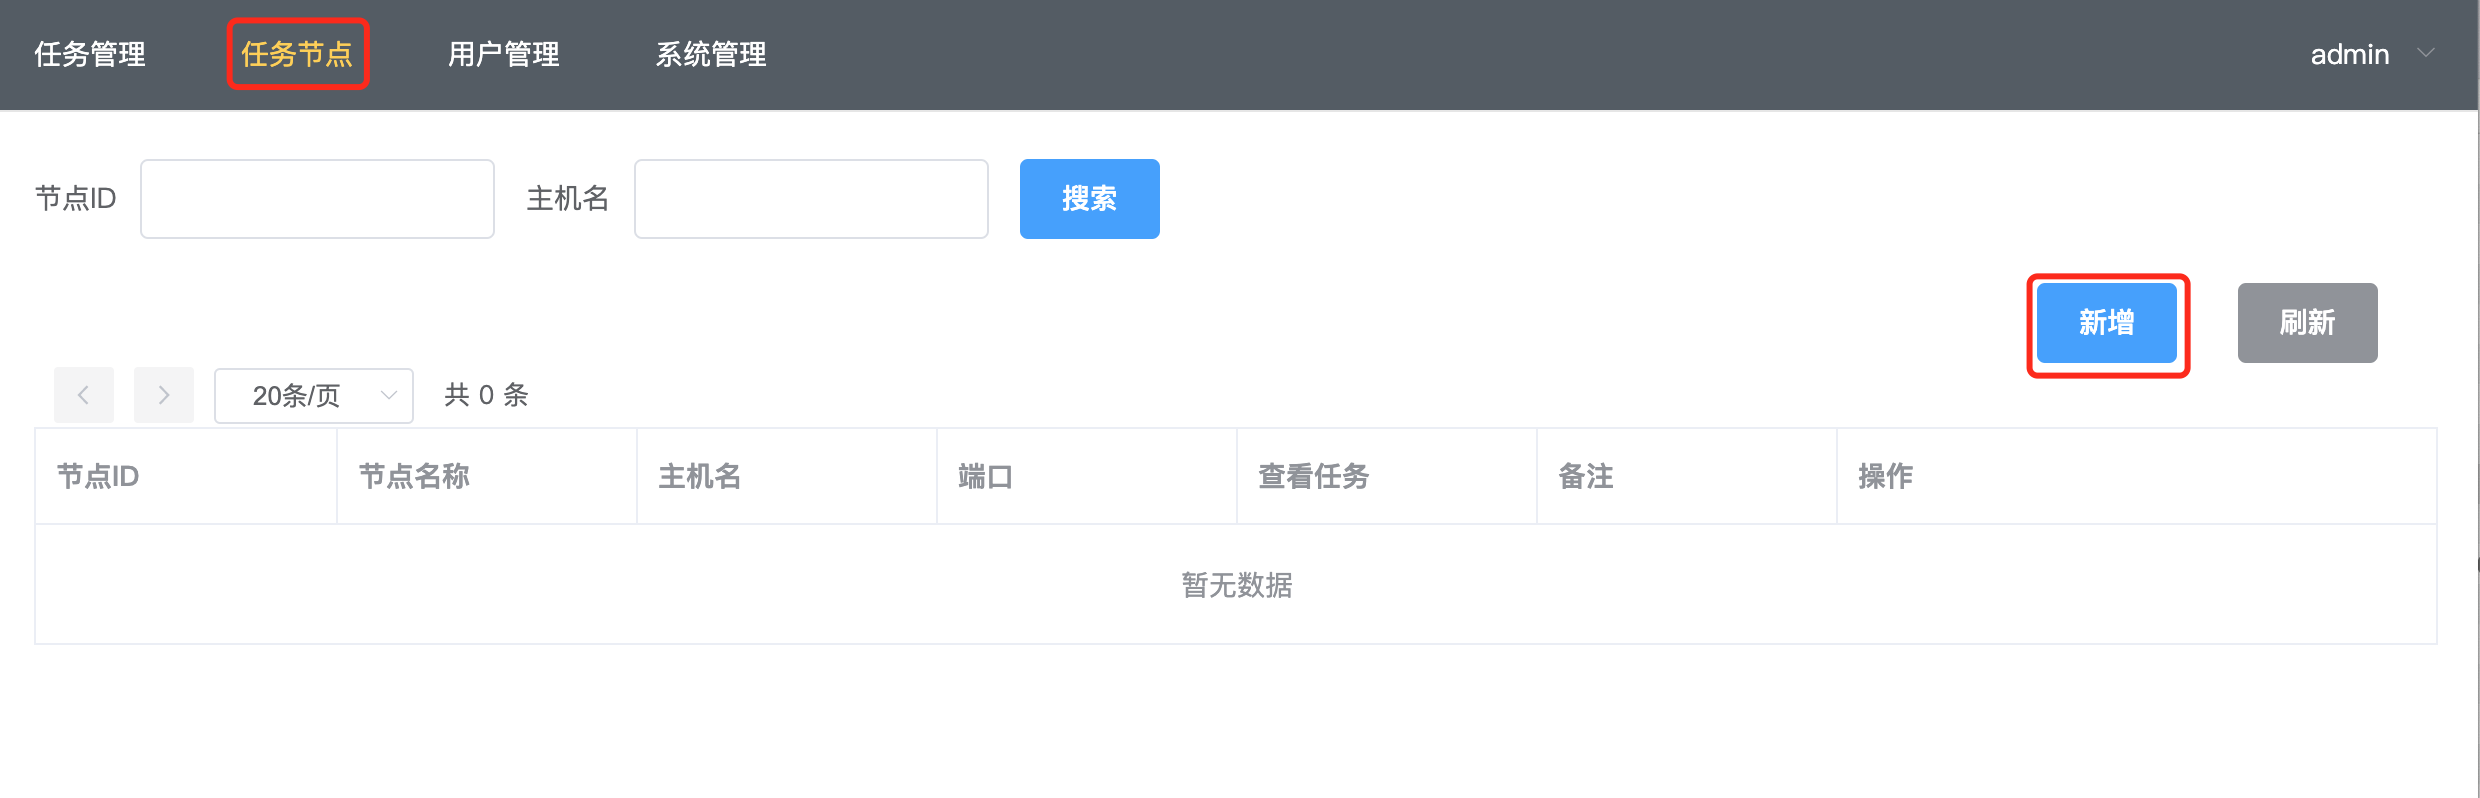 任务管理 任务节点 用户管理 系统管理 admin
节点ID 主机名 搜索
新增 刷新
20条/页 共 0 条
节点ID 节点名称 主机名 端口 查看任务 备注 操作
暂无数据